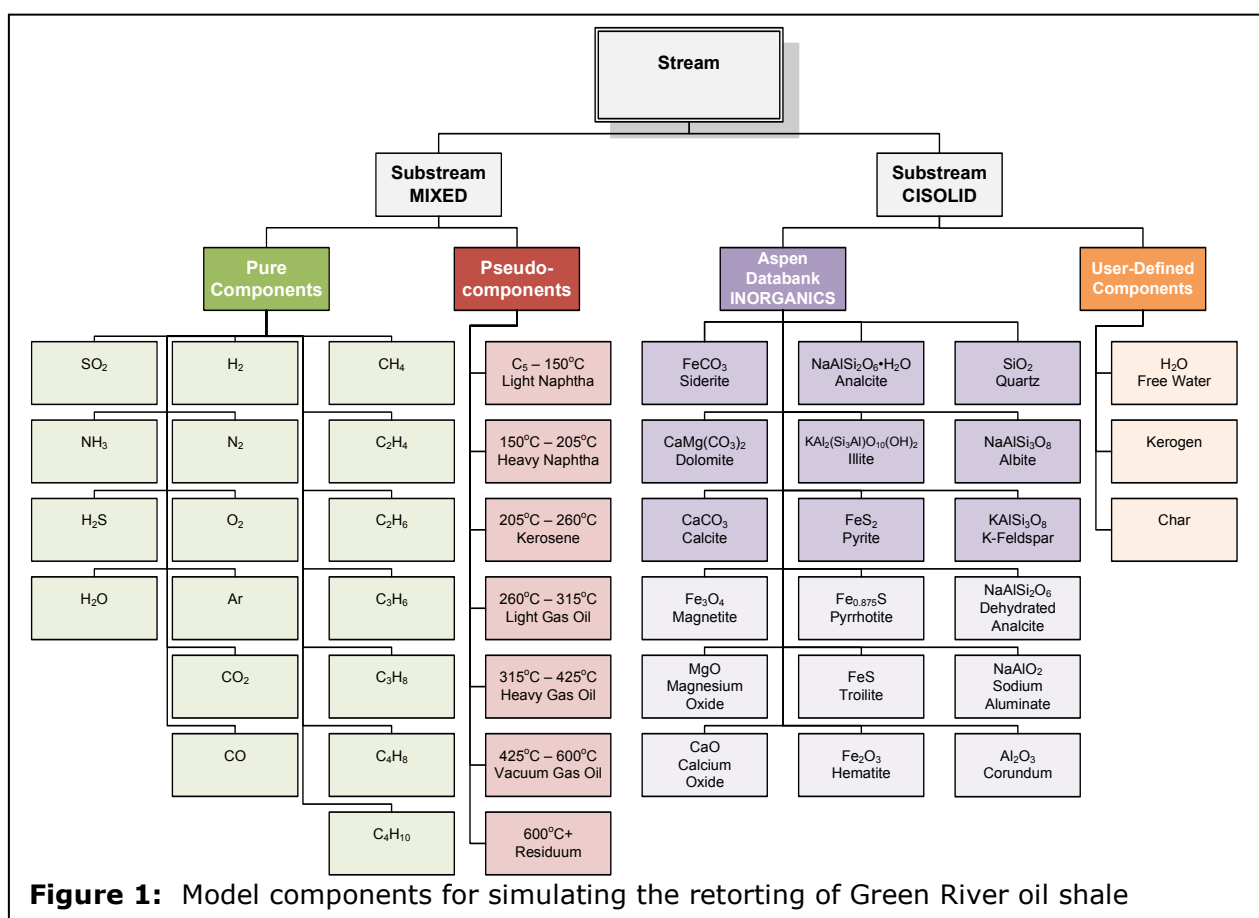 Stream
Substream
MIXED
Substream
CISOLID
Pure
Components
Pseudo-
components
Aspen
Databank
INORGANICS
User-Defined
Components
SO₂
H₂
CH₄
NH₃
N₂
C₂H₄
H₂S
O₂
C₂H₆
H₂O
Ar
C₃H₆
CO₂
C₃H₈
CO
C₄H₈
C₄H₁₀
C₅ – 150°C
Light Naphtha
150°C – 205°C
Heavy Naphtha
205°C – 260°C
Kerosene
260°C – 315°C
Light Gas Oil
315°C – 425°C
Heavy Gas Oil
425°C – 600°C
Vacuum Gas Oil
600°C+
Residuum
FeCO₃
Siderite
NaAlSi₂O₆•H₂O
Analcite
SiO₂
Quartz
CaMg(CO₃)₂
Dolomite
KAl₂(Si₃Al)O₁₀(OH)₂
Illite
NaAlSi₃O₈
Albite
CaCO₃
Calcite
FeS₂
Pyrite
KAlSi₃O₈
K-Feldspar
Fe₃O₄
Magnetite
Fe₀.₈₇₅S
Pyrrhotite
NaAlSi₂O₆
Dehydrated
Analcite
MgO
Magnesium
Oxide
FeS
Troilite
NaAlO₂
Sodium
Aluminate
CaO
Calcium
Oxide
Fe₂O₃
Hematite
Al₂O₃
Corundum
H₂O
Free Water
Kerogen
Char
Figure 1: Model components for simulating the retorting of Green River oil shale